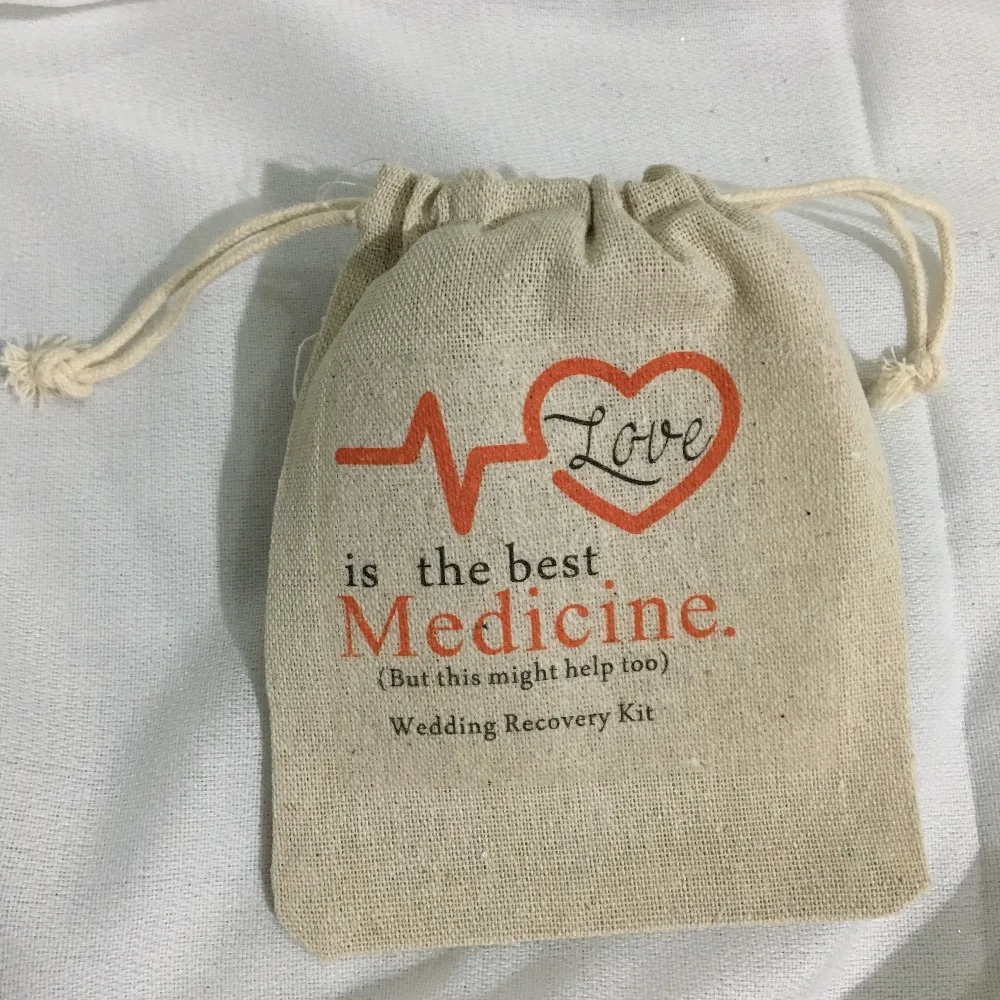 Love
is the best
Medicine.
(But this might help too)
Wedding Recovery Kit